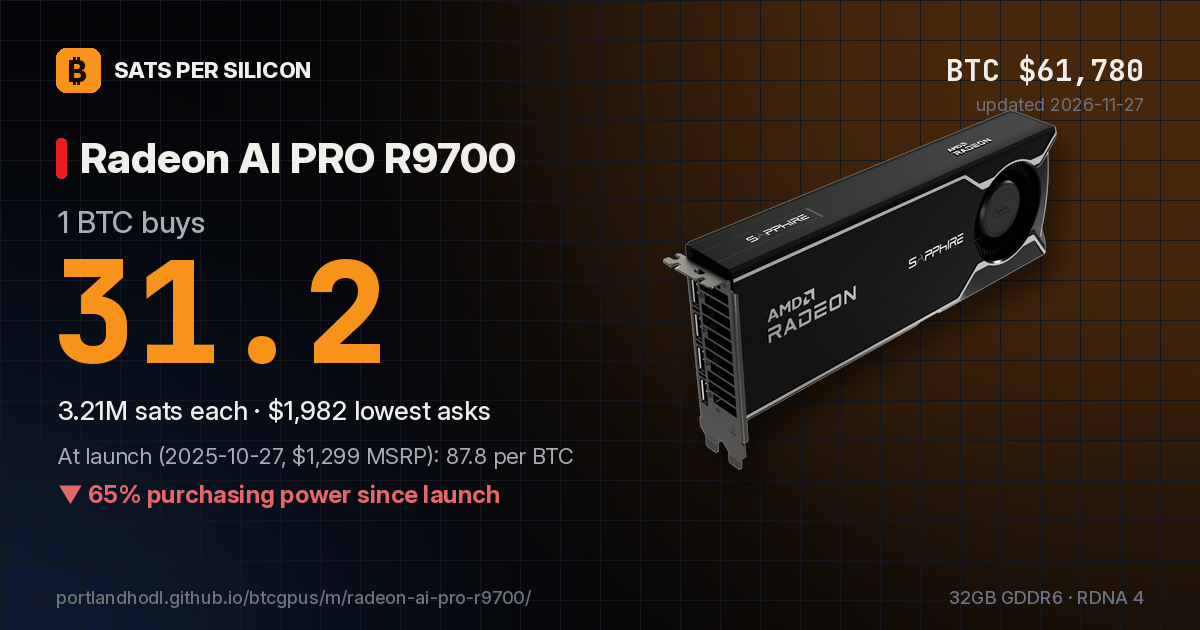 SATS PER SILICON
BTC $61,780
updated 2026-11-27
Radeon AI PRO R9700
1 BTC buys
31.2
3.21M sats each · $1,982 lowest asks
At launch (2025-10-27, $1,299 MSRP): 87.8 per BTC
▼ 65% purchasing power since launch
AMD
RADEON
SAPPHIRE
SAPPHIRE
AMD
RADEON
portlandhodl.github.io/btcgpus/m/radeon-ai-pro-r9700/
32GB GDDR6 · RDNA 4